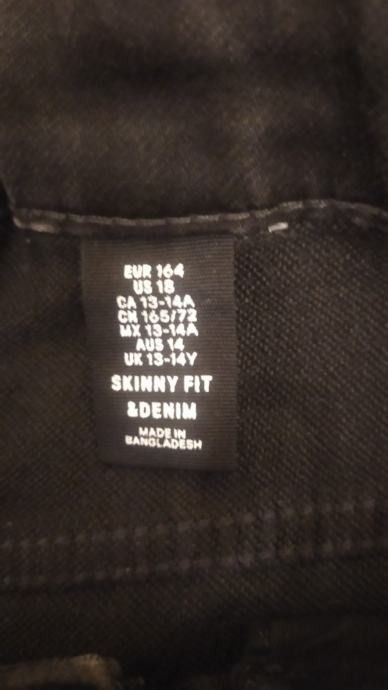 EUR 164
US 18
CA 13-14A
CN 165/72
MX 13-14A
AUS 14
UK 13-14Y
SKINNY FIT
&DENIM
MADE IN
BANGLADESH